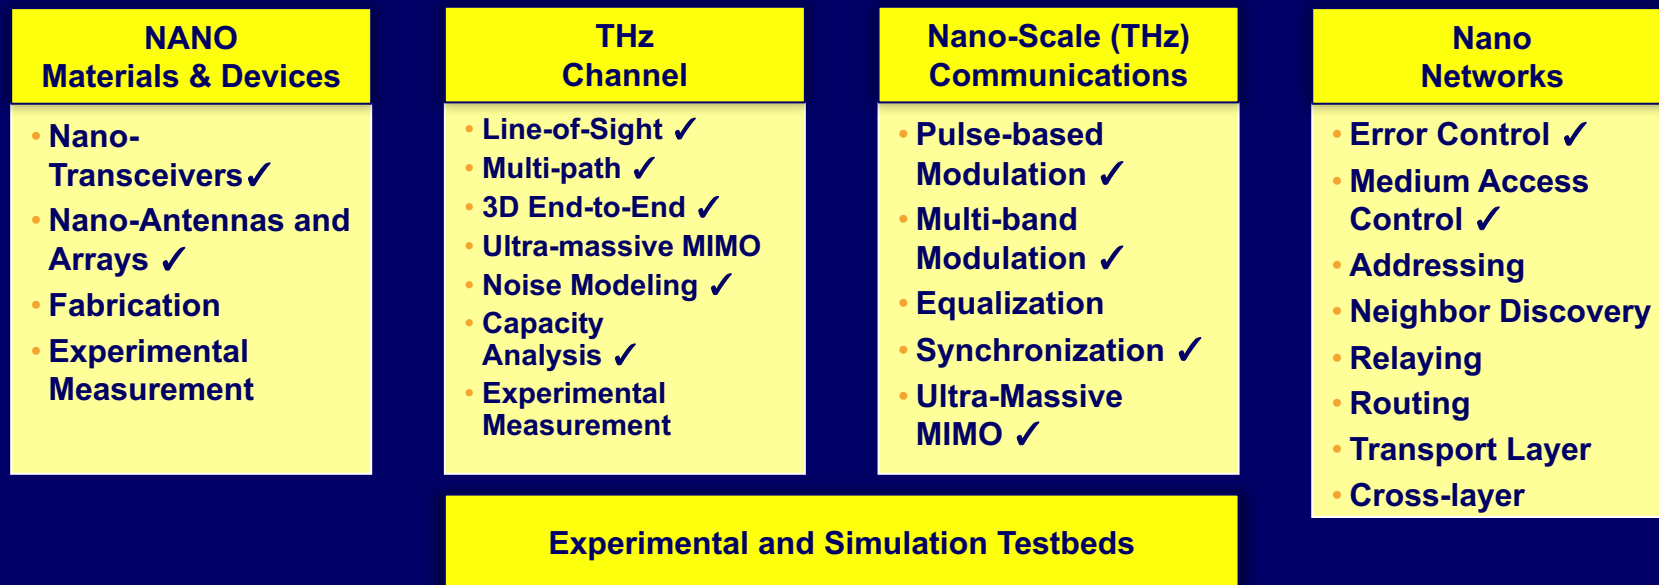 NANO
Materials & Devices
• Nano-
Transceivers✓
• Nano-Antennas and
Arrays ✓
• Fabrication
• Experimental
Measurement
THz
Channel
• Line-of-Sight ✓
• Multi-path ✓
• 3D End-to-End ✓
• Ultra-massive MIMO
• Noise Modeling ✓
• Capacity
Analysis ✓
• Experimental
Measurement
Nano-Scale (THz)
Communications
• Pulse-based
Modulation ✓
• Multi-band
Modulation ✓
• Equalization
• Synchronization ✓
• Ultra-Massive
MIMO ✓
Nano
Networks
• Error Control ✓
• Medium Access
Control ✓
• Addressing
• Neighbor Discovery
• Relaying
• Routing
• Transport Layer
• Cross-layer
Experimental and Simulation Testbeds